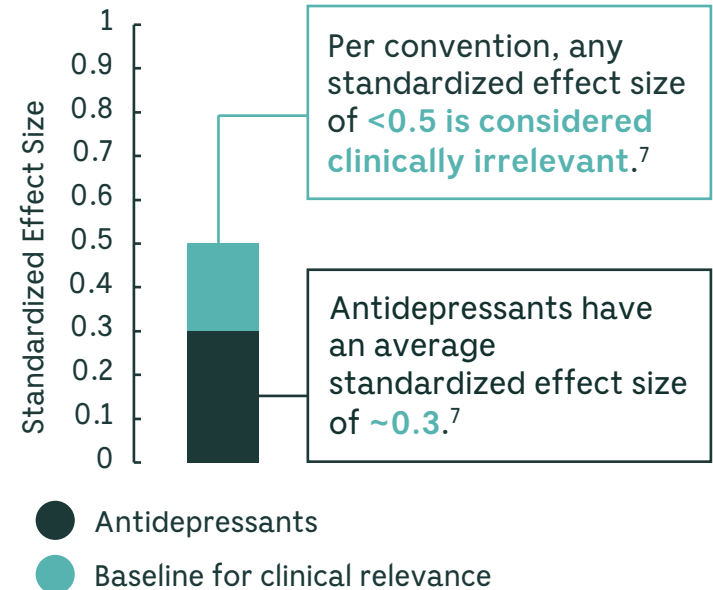 Standardized Effect Size
1
0.9
0.8
0.7
0.6
0.5
0.4
0.3
0.2
0.1
0
Per convention, any
standardized effect size
of <0.5 is considered
clinically irrelevant.7
Antidepressants have
an average
standardized effect size
of ~0.3.7
Antidepressants
Baseline for clinical relevance